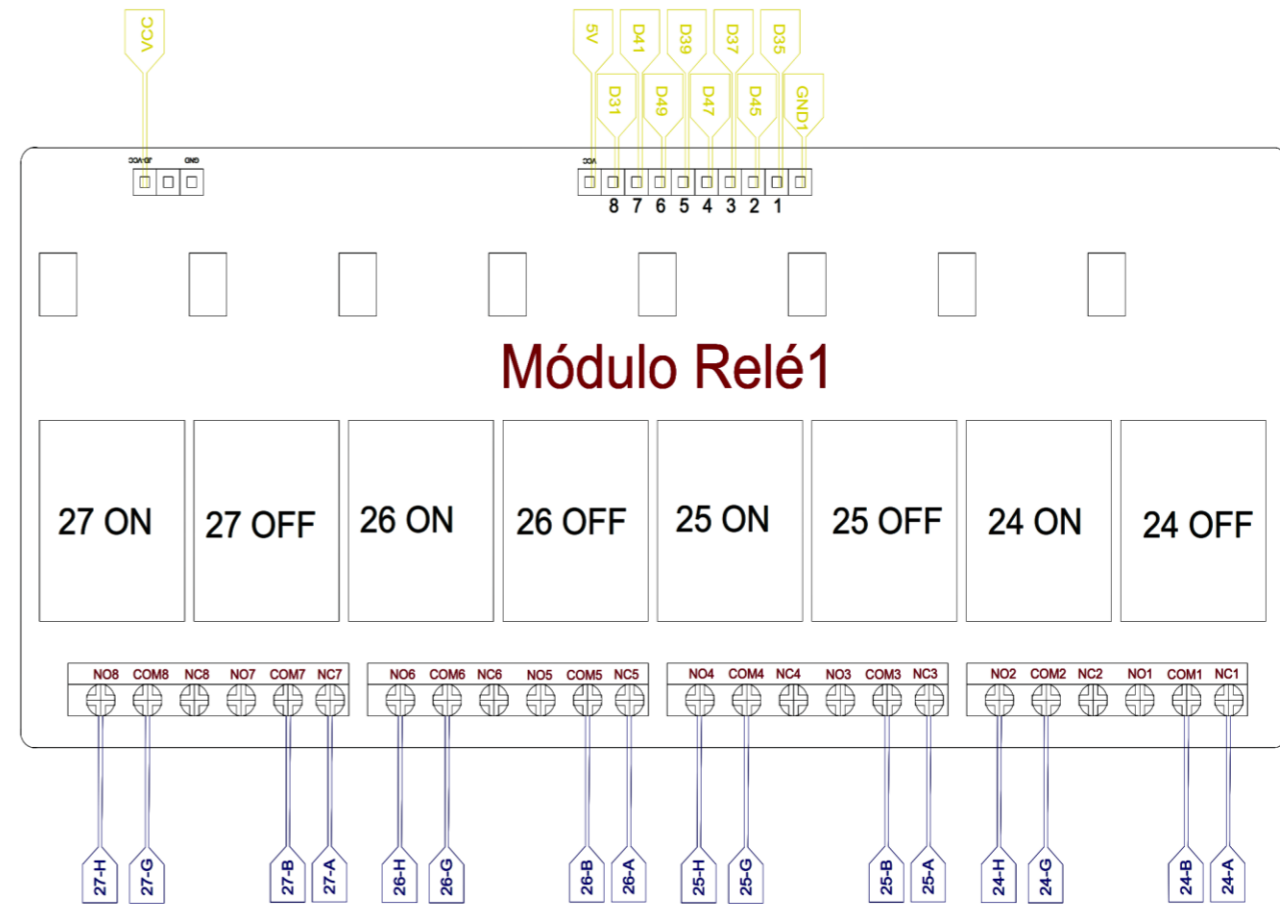 VCC
5V D41 D39 D37 D35
D31 D49 D47 D45 GND1
JD-VCC GND
VCC
8 7 6 5 4 3 2 1
Módulo Relé1
27 ON 27 OFF 26 ON 26 OFF 25 ON 25 OFF 24 ON 24 OFF
NO8 COM8 NC8 NO7 COM7 NC7 NO6 COM6 NC6 NO5 COM5 NC5 NO4 COM4 NC4 NO3 COM3 NC3 NO2 COM2 NC2 NO1 COM1 NC1
27-H 27-G 27-B 27-A 26-H 26-G 26-B 26-A 25-H 25-G 25-B 25-A 24-H 24-G 24-B 24-A